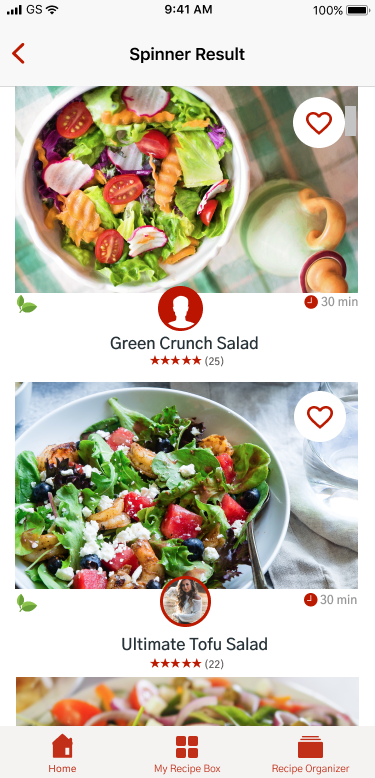 GS 9:41 AM 100%
Spinner Result
30 min
Green Crunch Salad
(25)
30 min
Ultimate Tofu Salad
(22)
Home My Recipe Box Recipe Organizer